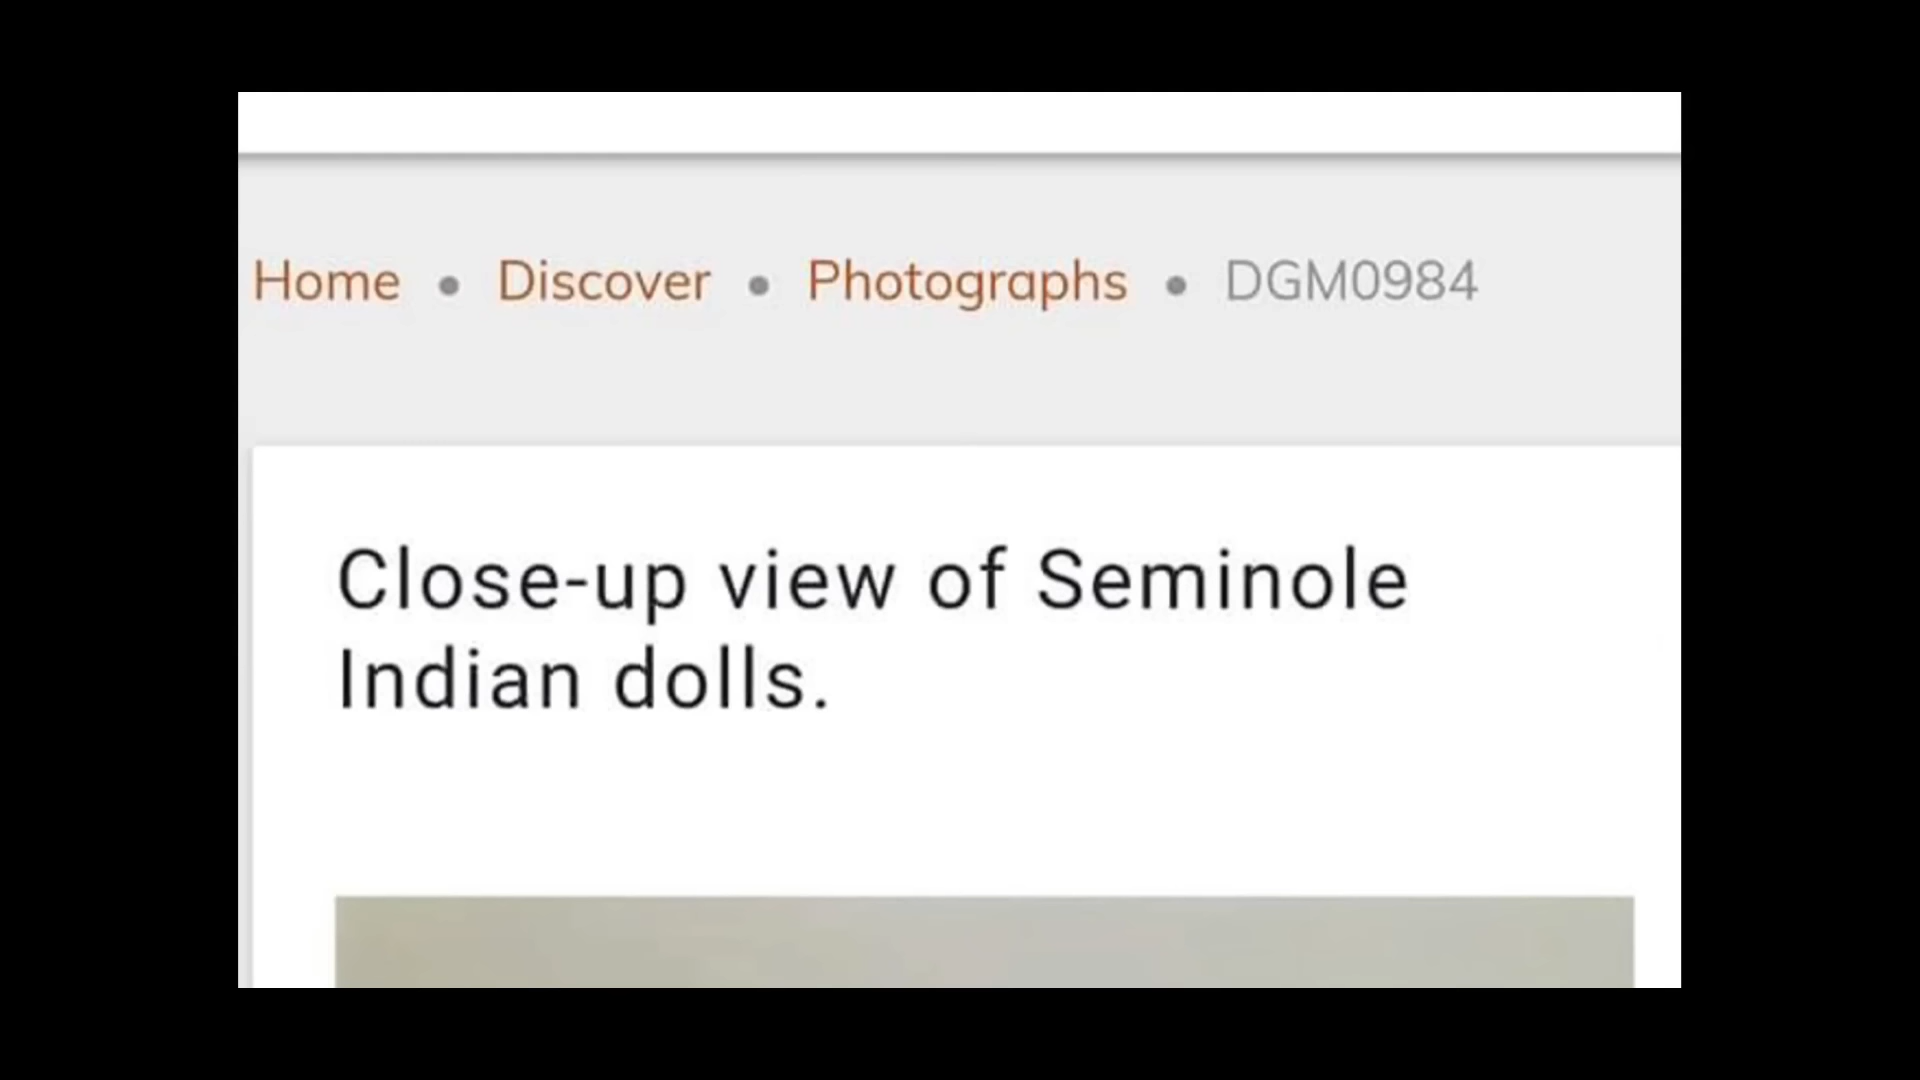 Home • Discover • Photographs • DGM0984
Close-up view of Seminole
Indian dolls.